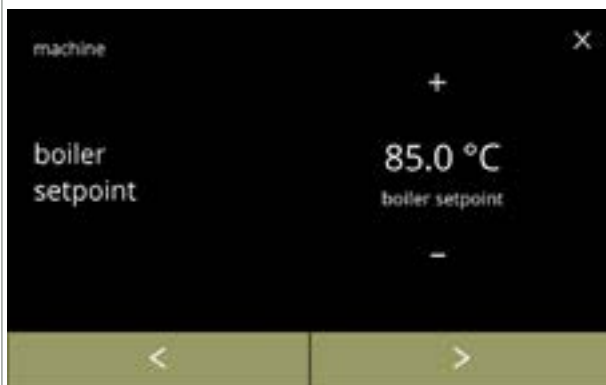 machine
×
+
boiler
setpoint
85.0 °C
boiler setpoint
-
<
>